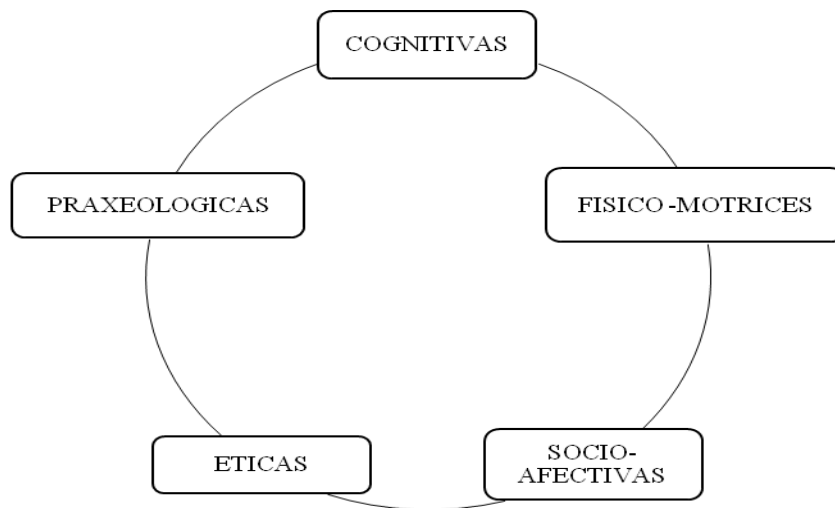 COGNITIVAS
PRAXEOLOGICAS
FISICO -MOTRICES
ETICAS
SOCIO-
AFECTIVAS